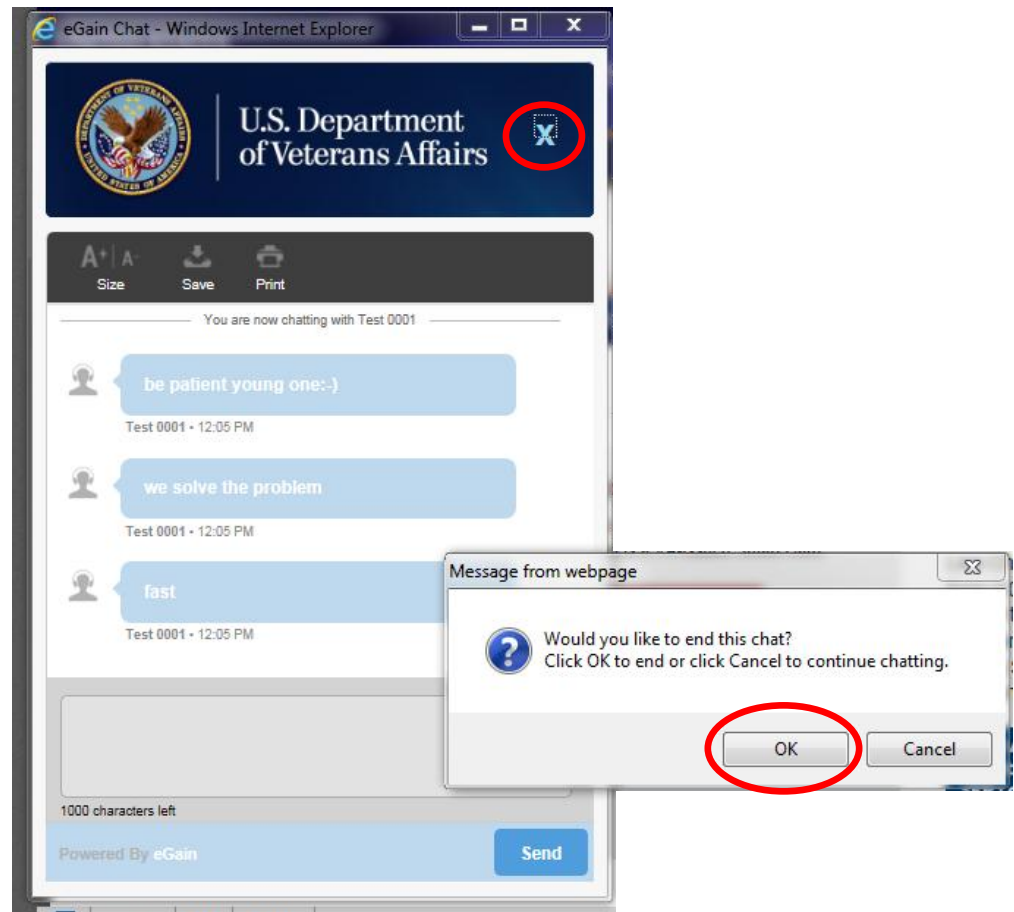 eGain Chat - Windows Internet Explorer
U.S. Department
of Veterans Affairs
X
A+ A-
Size Save Print
You are now chatting with Test 0001
be patient young one:-)
Test 0001 • 12:05 PM
we solve the problem
Test 0001 • 12:05 PM
fast
Test 0001 • 12:05 PM
Message from webpage
Would you like to end this chat?
Click OK to end or click Cancel to continue chatting.
OK Cancel
1000 characters left
Powered By eGain
Send